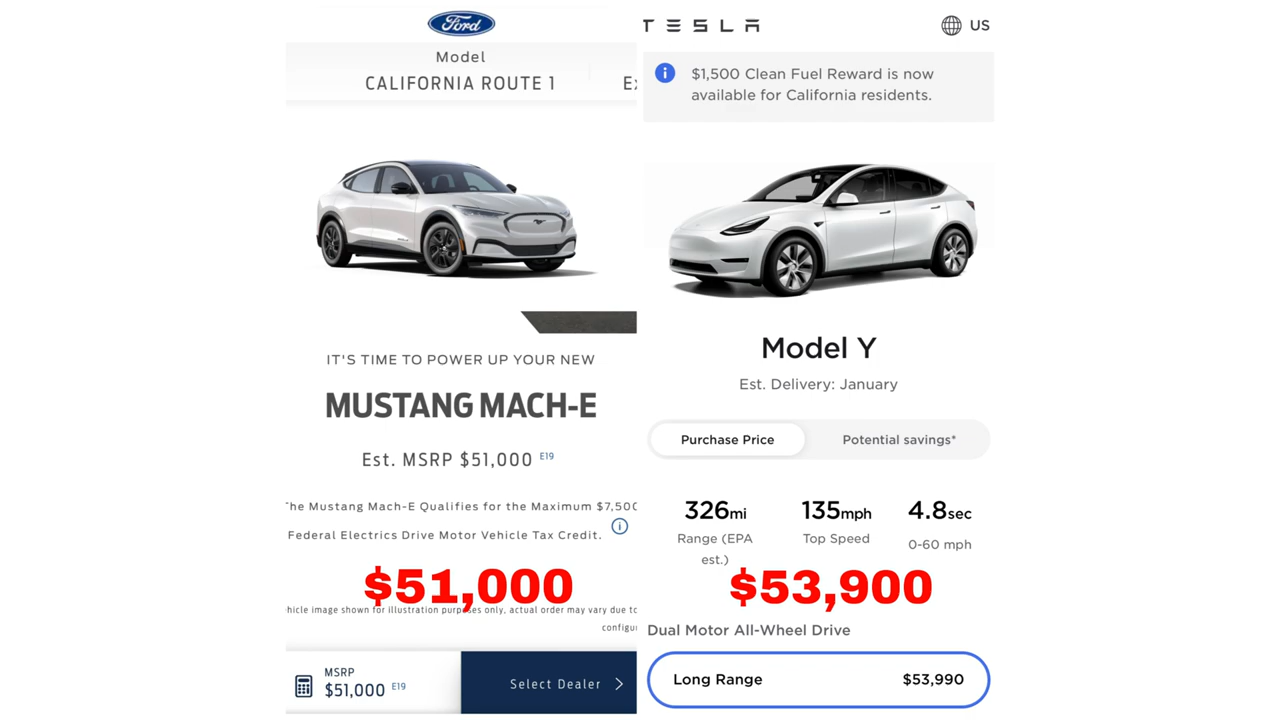 Ford
Model
CALIFORNIA ROUTE 1
IT'S TIME TO POWER UP YOUR NEW
MUSTANG MACH-E
Est. MSRP $51,000 E19
he Mustang Mach-E Qualifies for the Maximum $7,500
Federal Electrics Drive Motor Vehicle Tax Credit.
$51,000
hicle image shown for illustration purposes only, actual order may vary due to
configu
MSRP
$51,000 E19
Select Dealer
TESLA
US
$1,500 Clean Fuel Reward is now
available for California residents.
Model Y
Est. Delivery: January
Purchase Price
Potential savings*
326mi
Range (EPA
est.)
135mph
Top Speed
4.8sec
0-60 mph
$53,900
Dual Motor All-Wheel Drive
Long Range $53,990